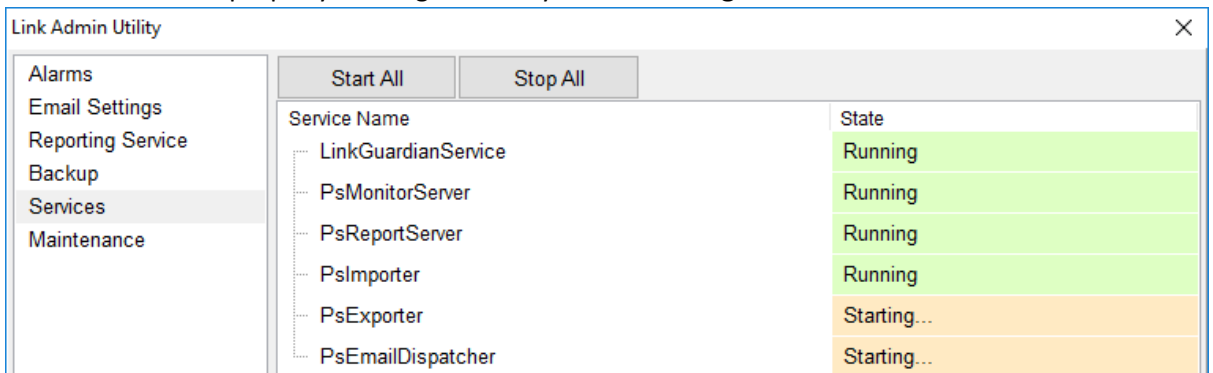 Link Admin Utility
Alarms
Email Settings
Reporting Service
Backup
Services
Maintenance
Start All
Stop All
Service Name
State
LinkGuardianService
Running
PsMonitorServer
Running
PsReportServer
Running
PsImporter
Running
PsExporter
Starting...
PsEmailDispatcher
Starting...